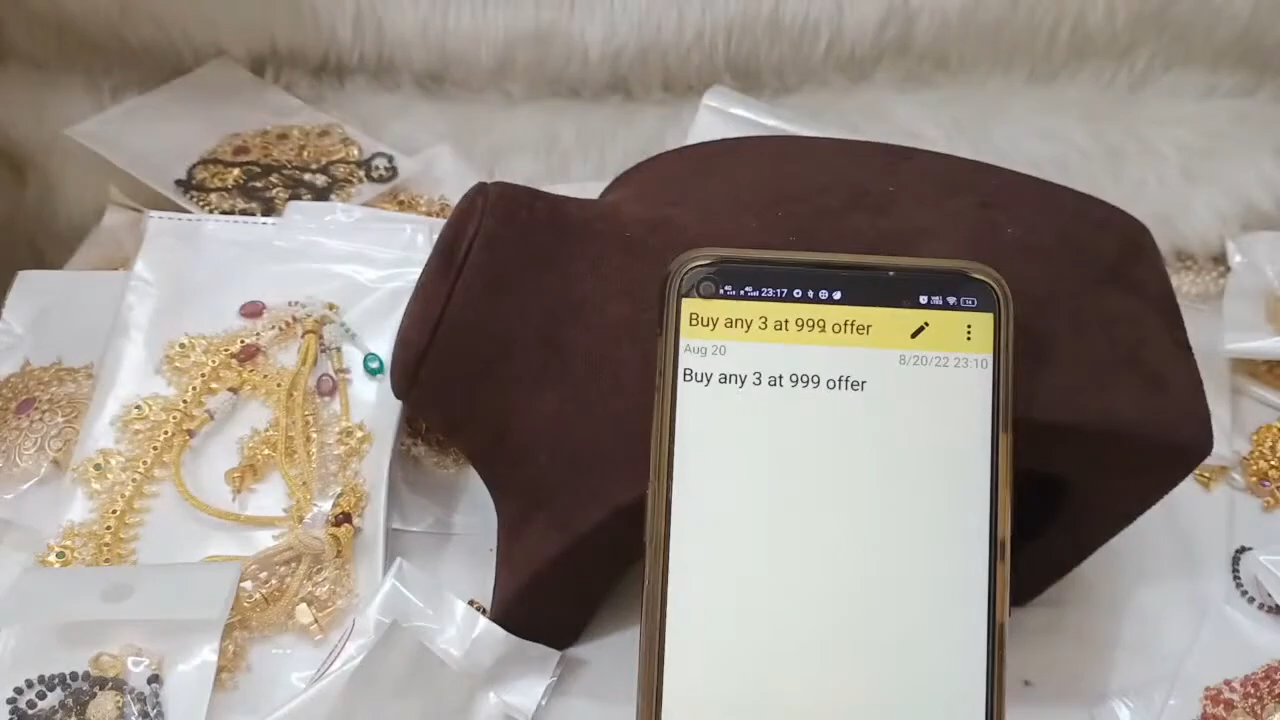 23:17
Buy any 3 at 999 offer
Aug 20
8/20/22 23:10
Buy any 3 at 999 offer